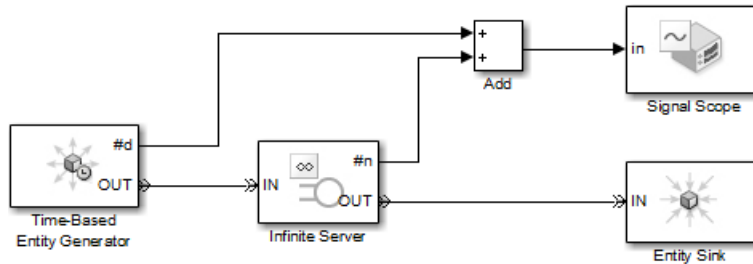 +
+
Add
in
Signal Scope
#d
OUT
Time-Based
Entity Generator
∞
IN
#n
OUT
Infinite Server
IN
Entity Sink